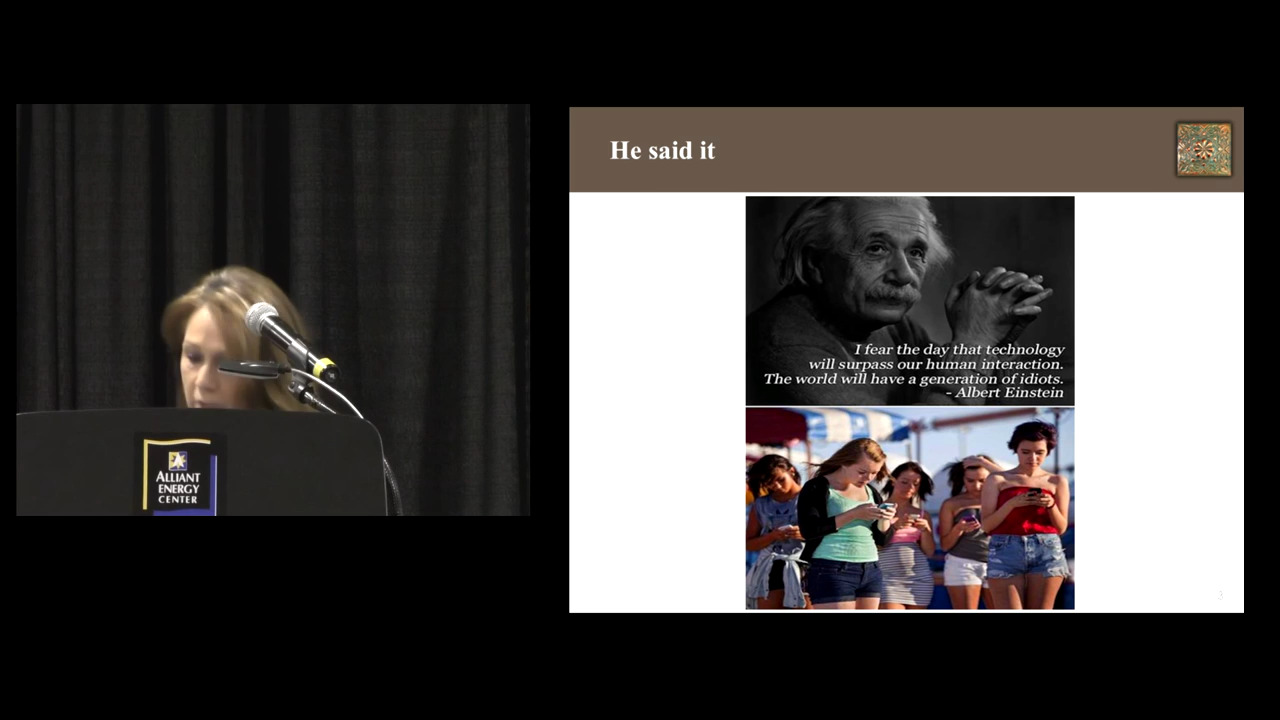 He said it
I fear the day that technology
will surpass our human interaction.
The world will have a generation of idiots.
- Albert Einstein
ALLIANT
ENERGY
CENTER
3